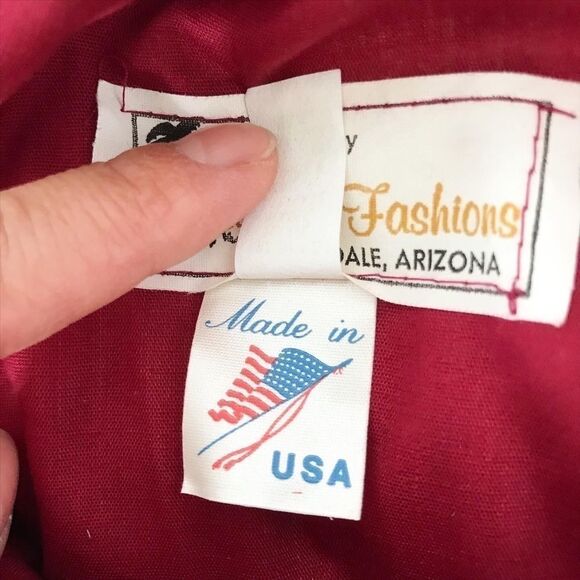 y
Fashions
DALE, ARIZONA
Made in
USA